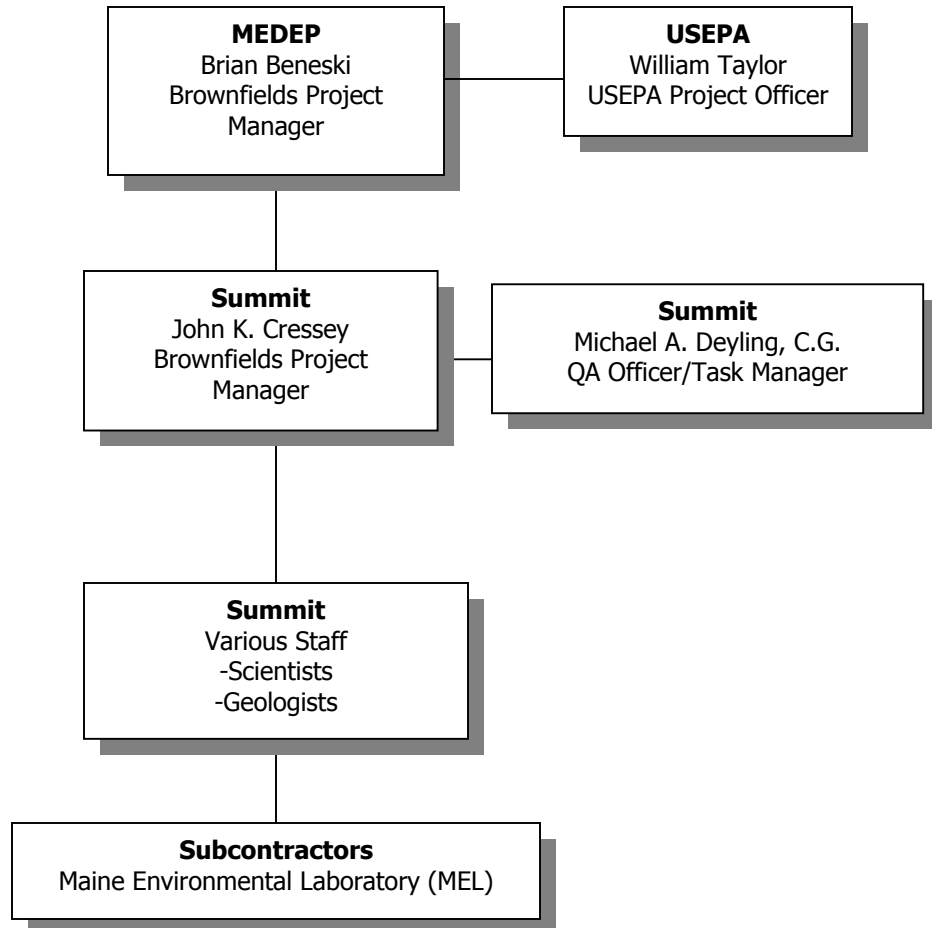 MEDEP
Brian Beneski
Brownfields Project
Manager
USEPA
William Taylor
USEPA Project Officer
Summit
John K. Cressey
Brownfields Project
Manager
Summit
Michael A. Deyling, C.G.
QA Officer/Task Manager
Summit
Various Staff
-Scientists
-Geologists
Subcontractors
Maine Environmental Laboratory (MEL)